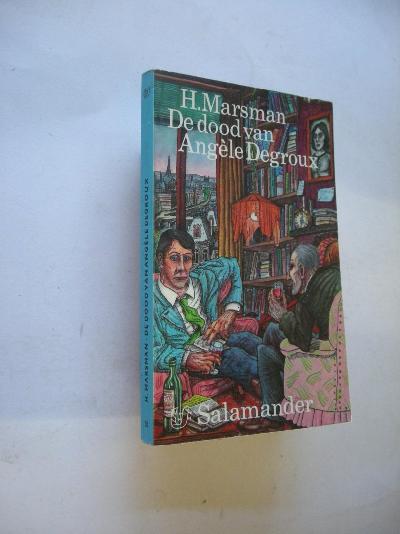 H. Marsman
De dood van
Angèle Degroux
Salamander
H. MARSMAN - DE DOOD VAN ANGÈLE DEGROUX